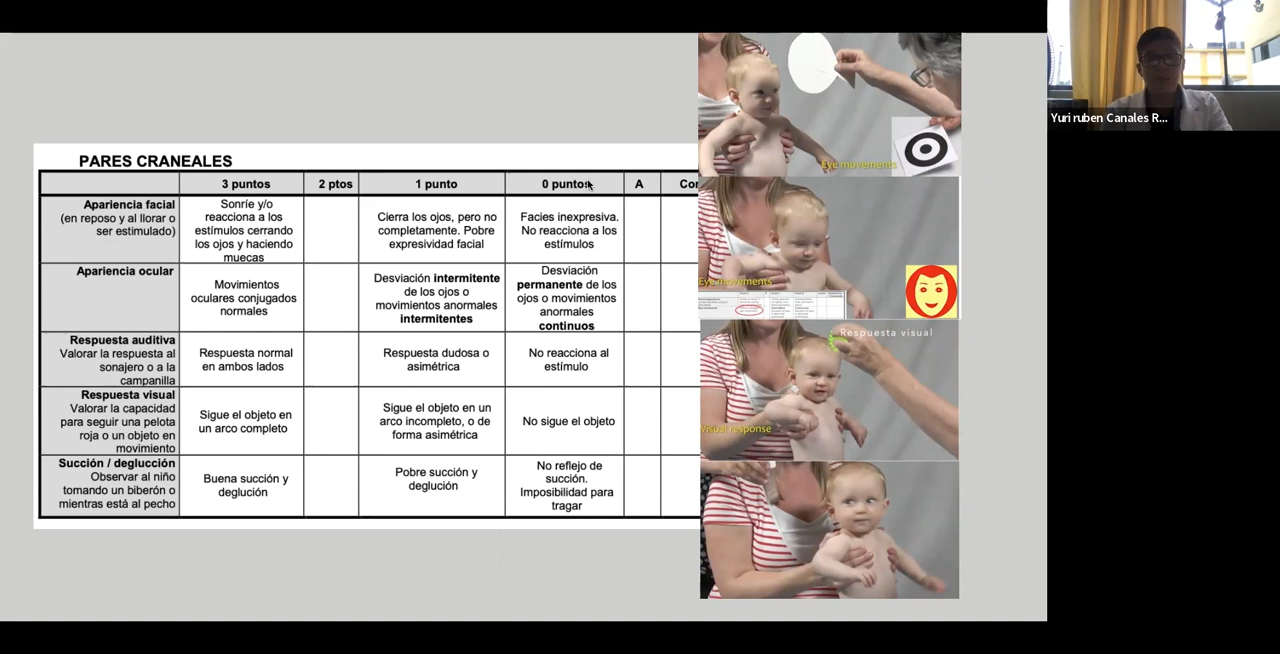 PARES CRANEALES
3 puntos
2 ptos
1 punto
0 puntos
A
Cor
Apariencia facial
(en reposo y al llorar o
ser estimulado)
Sonríe y/o
reacciona a los
estímulos cerrando
los ojos y haciendo
muecas
Cierra los ojos, pero no
completamente. Pobre
expresividad facial
Facies inexpresiva.
No reacciona a los
estímulos
Apariencia ocular
Movimientos
oculares conjugados
normales
Desviación intermitente
de los ojos o
movimientos anormales
intermitentes
Desviación
permanente de los
ojos o movimientos
anormales
continuos
Respuesta auditiva
Valorar la respuesta al
sonajero o a la
campanilla
Respuesta normal
en ambos lados
Respuesta dudosa o
asimétrica
No reacciona al
estímulo
Respuesta visual
Valorar la capacidad
para seguir una pelota
roja o un objeto en
movimiento
Sigue el objeto en
un arco completo
Sigue el objeto en un
arco incompleto, o de
forma asimétrica
No sigue el objeto
Succión / deglucción
Observar al niño
tomando un biberón o
mientras está al pecho
Buena succión y
deglución
Pobre succión y
deglución
No reflejo de
succión.
Imposibilidad para
tragar
Eye movements
Eye movements
Respuesta visual
Visual response
Yuri ruben Canales R...